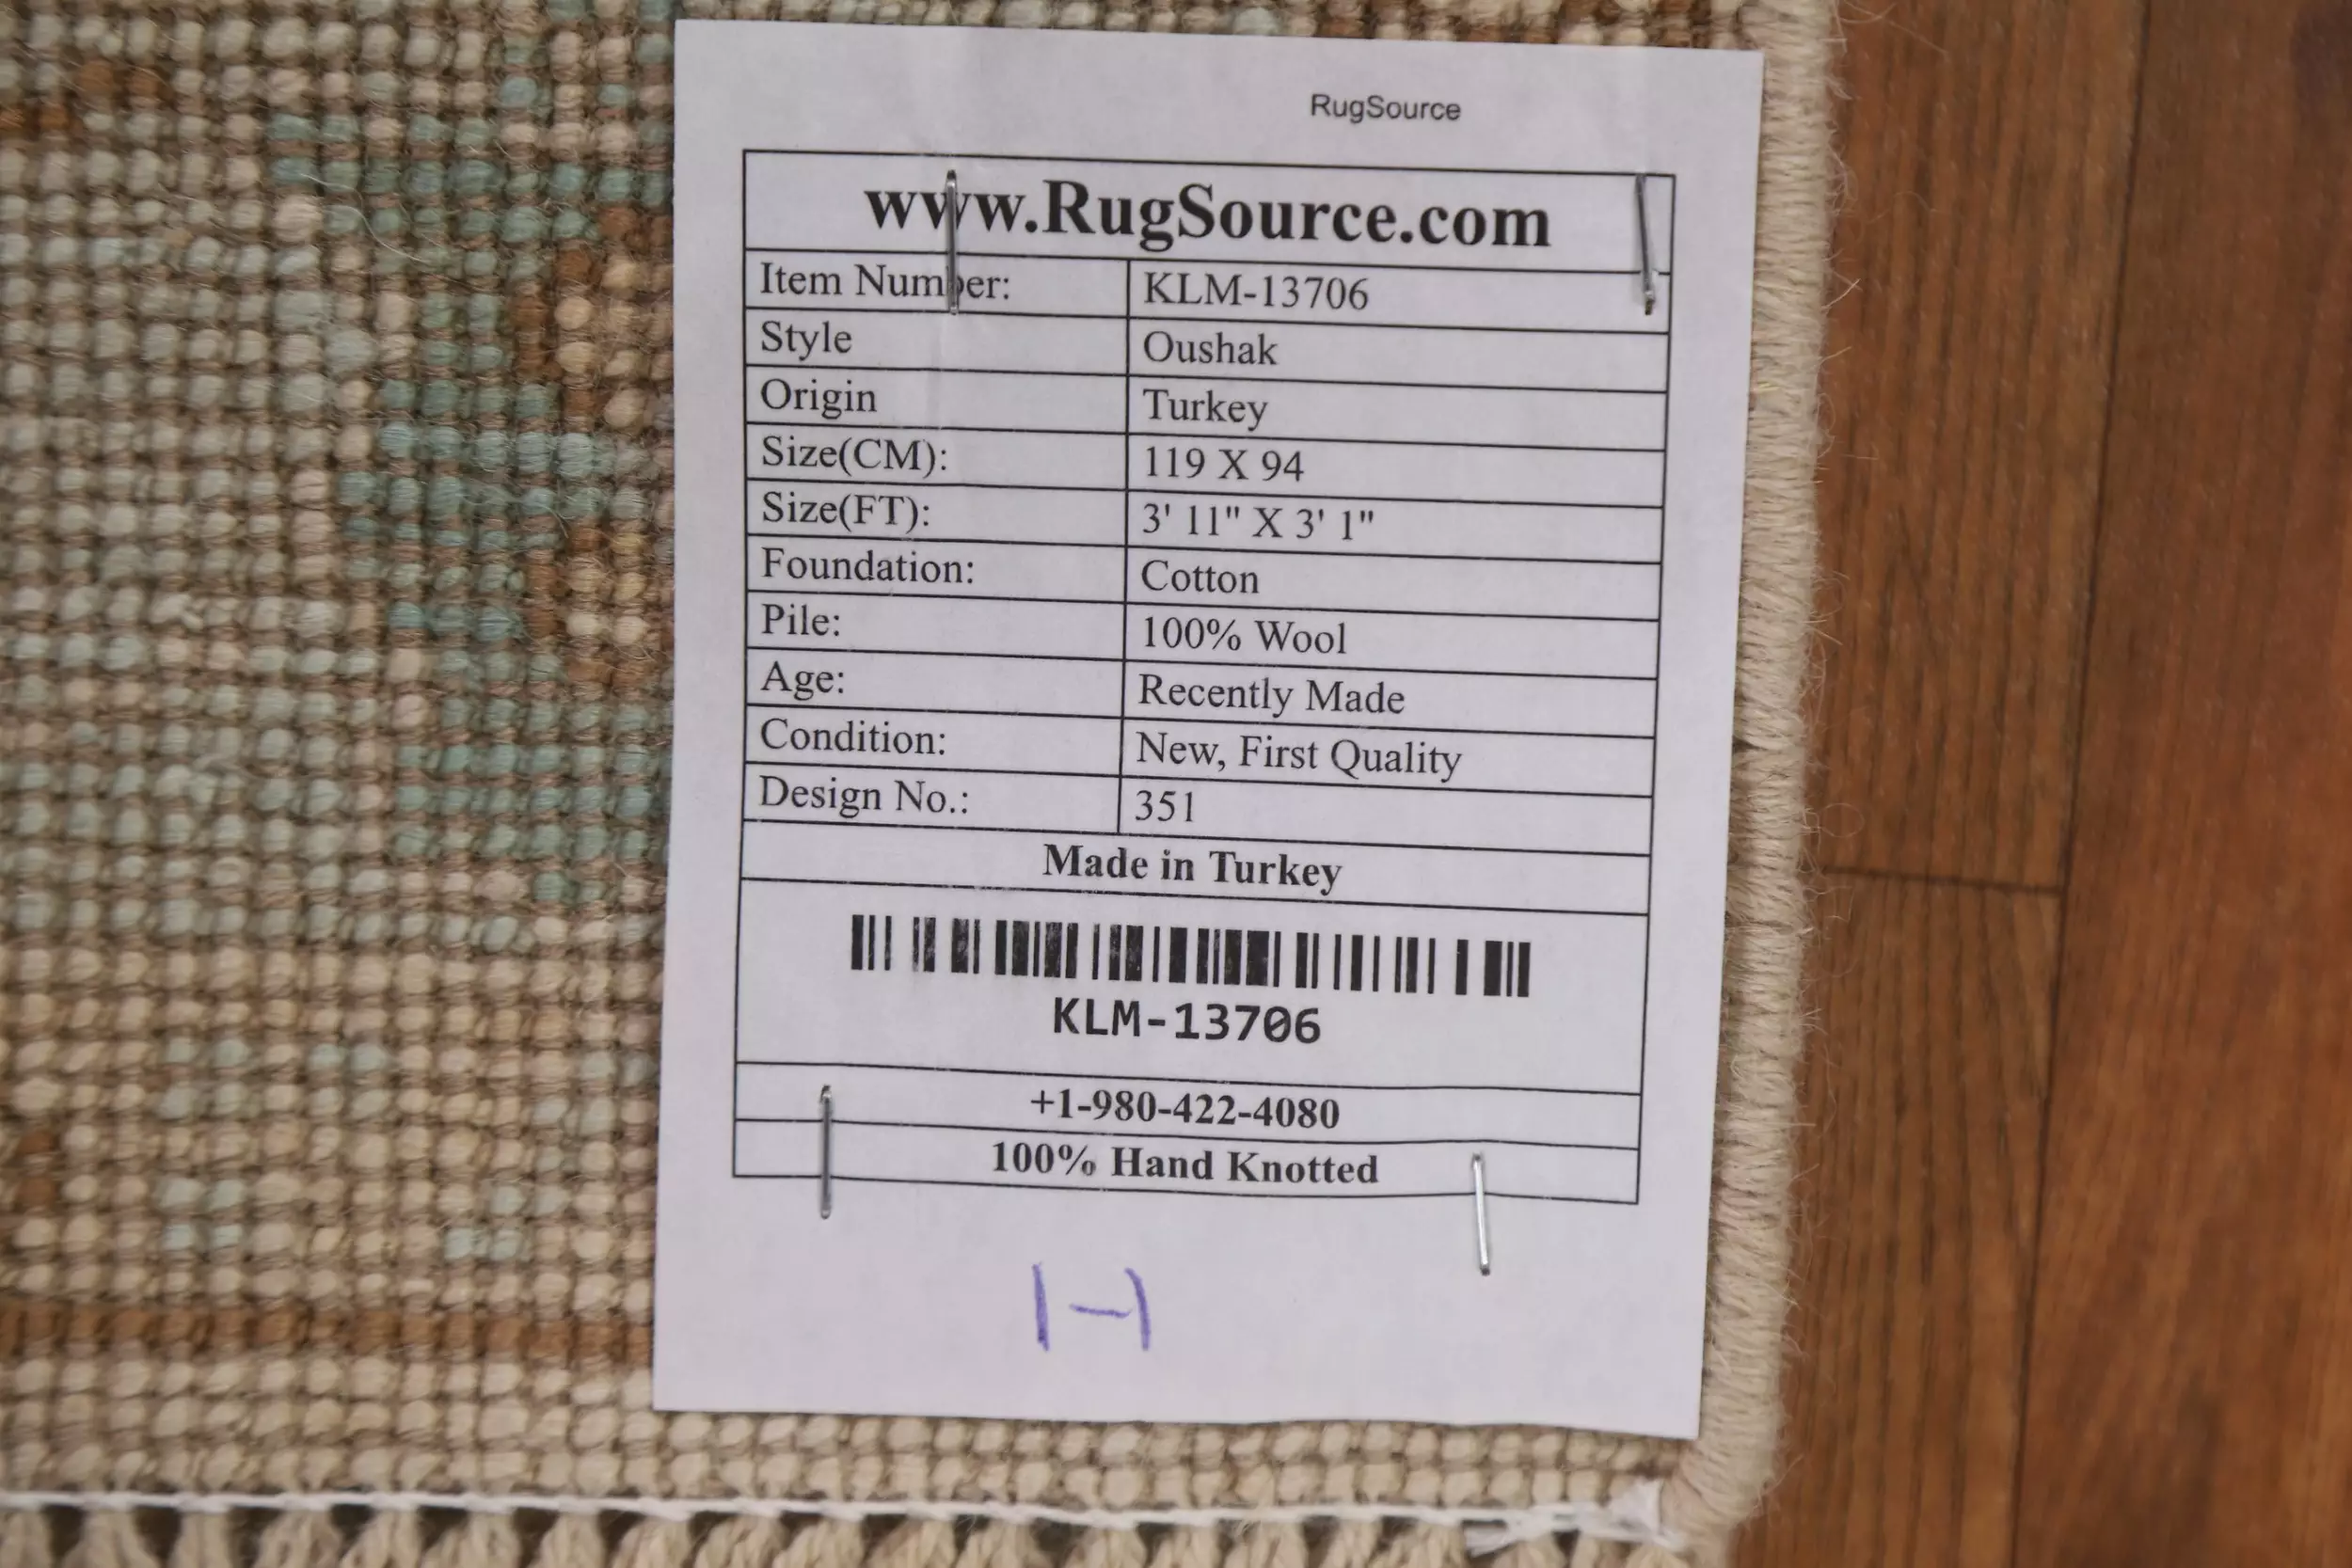 RugSource
www.RugSource.com
Item Number: KLM-13706
Style Oushak
Origin Turkey
Size(CM): 119 X 94
Size(FT): 3' 11" X 3' 1"
Foundation: Cotton
Pile: 100% Wool
Age: Recently Made
Condition: New, First Quality
Design No.: 351
Made in Turkey
KLM-13706
+1-980-422-4080
100% Hand Knotted
1-1